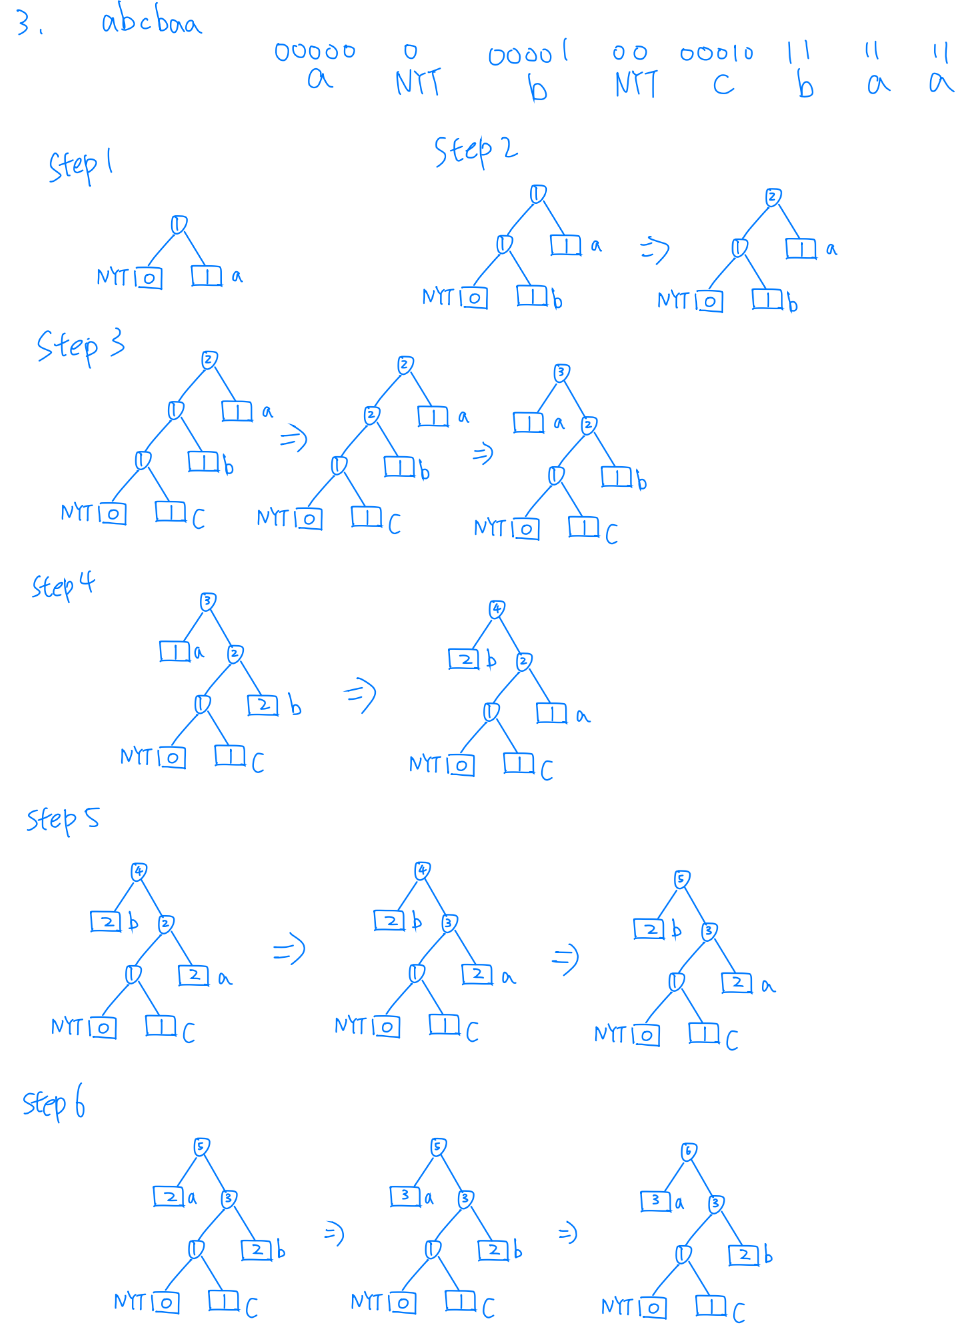 3. abcbaa
00000 0 00001 00 00010 11 11 11
a NYT b NYT c b a a
Step 1 Step 2
1 2
1
1 a ⇒ 1 1 a
NYT 0 1 a
NYT 0 1 b NYT 0 1 b
Step 3
2 2 3
1 1 a ⇒ 2 1 a ⇒ 1 a 2
1 1 b 1 1 b 1 1 b
NYT 0 1 C NYT 0 1 C NYT 0 1 C
Step 4
3 4
1 a 2 ⇒ 2 b 2
1 2 b 1 1 a
NYT 0 1 C NYT 0 1 C
Step 5
4 4 5
2 b 2 ⇒ 2 b 3 ⇒ 2 b 3
1 2 a 1 2 a 1 2 a
NYT 0 1 C NYT 0 1 C NYT 0 1 C
Step 6
5 5 6
2 a 3 ⇒ 3 a 3 ⇒ 3 a 3
1 2 b 1 2 b 1 2 b
NYT 0 1 C NYT 0 1 C NYT 0 1 C